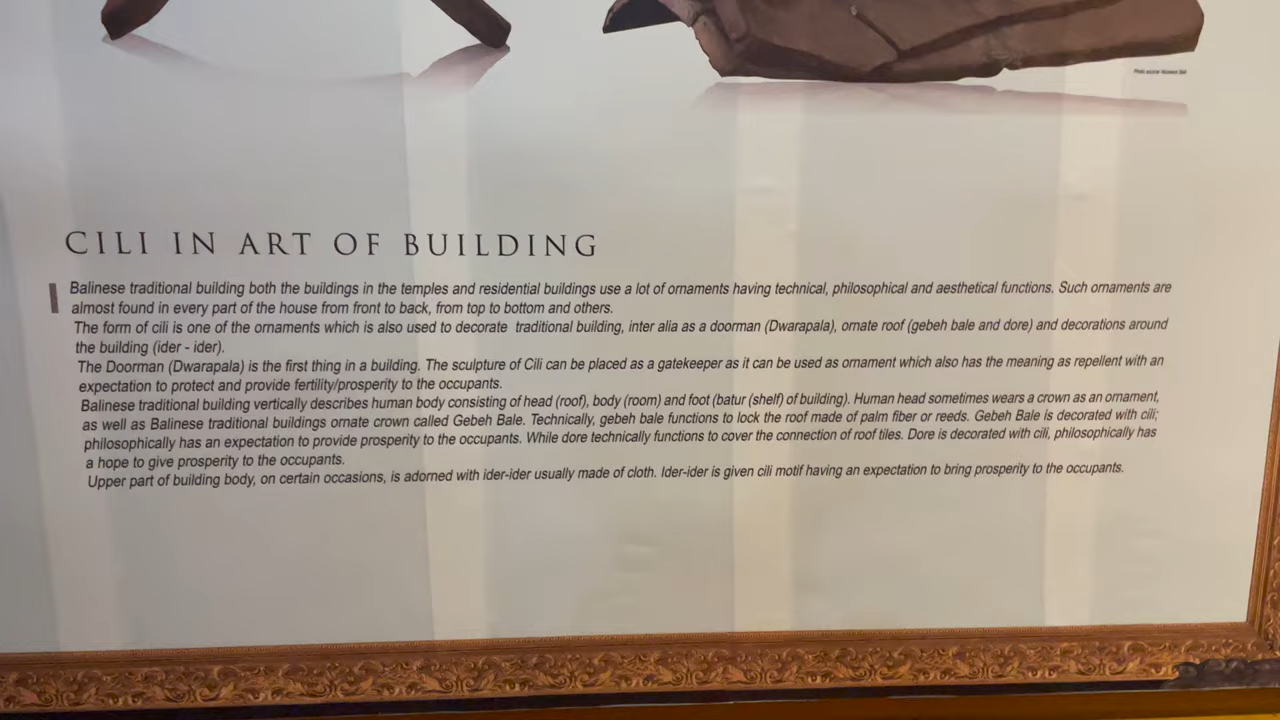 Photo source: Museum Bali
CILI IN ART OF BUILDING
Balinese traditional building both the buildings in the temples and residential buildings use a lot of ornaments having technical, philosophical and aesthetical functions. Such ornaments are
almost found in every part of the house from front to back, from top to bottom and others.
The form of cili is one of the ornaments which is also used to decorate traditional building, inter alia as a doorman (Dwarapala), ornate roof (gebeh bale and dore) and decorations around
the building (ider - ider).
The Doorman (Dwarapala) is the first thing in a building. The sculpture of Cili can be placed as a gatekeeper as it can be used as ornament which also has the meaning as repellent with an
expectation to protect and provide fertility/prosperity to the occupants.
Balinese traditional building vertically describes human body consisting of head (roof), body (room) and foot (batur (shelf) of building). Human head sometimes wears a crown as an ornament,
as well as Balinese traditional buildings ornate crown called Gebeh Bale. Technically, gebeh bale functions to lock the roof made of palm fiber or reeds. Gebeh Bale is decorated with cili;
philosophically has an expectation to provide prosperity to the occupants. While dore technically functions to cover the connection of roof tiles. Dore is decorated with cili, philosophically has
a hope to give prosperity to the occupants.
Upper part of building body, on certain occasions, is adorned with ider-ider usually made of cloth. Ider-ider is given cili motif having an expectation to bring prosperity to the occupants.